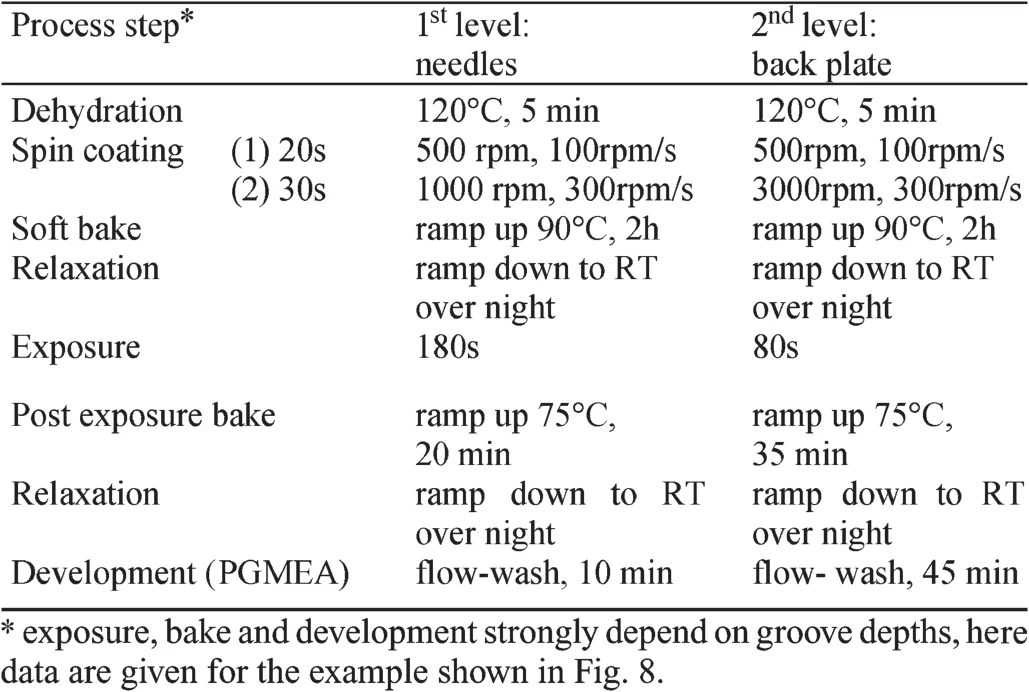 Process step* 1st level: 2nd level:
needles back plate
Dehydration 120°C, 5 min 120°C, 5 min
Spin coating (1) 20s 500 rpm, 100rpm/s 500rpm, 100rpm/s
(2) 30s 1000 rpm, 300rpm/s 3000rpm, 300rpm/s
Soft bake ramp up 90°C, 2h ramp up 90°C, 2h
Relaxation ramp down to RT ramp down to RT
over night over night
Exposure 180s 80s
Post exposure bake ramp up 75°C, ramp up 75°C,
20 min 35 min
Relaxation ramp down to RT ramp down to RT
over night over night
Development (PGMEA) flow-wash, 10 min flow- wash, 45 min
* exposure, bake and development strongly depend on groove depths, here
data are given for the example shown in Fig. 8.